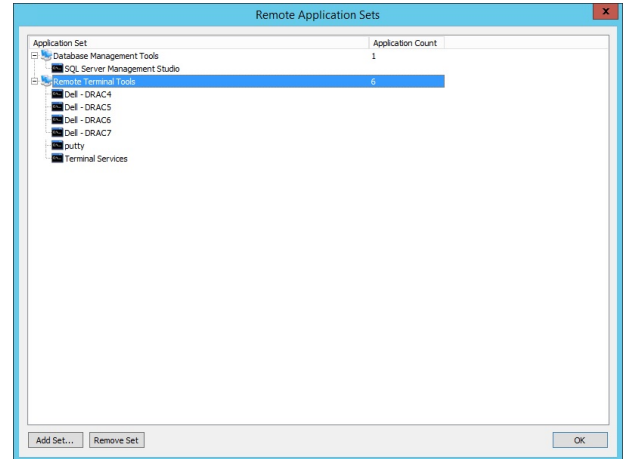 Remote Application Sets
x
Application Set Application Count
Database Management Tools 1
SQL Server Management Studio
Remote Terminal Tools 6
Dell - DRAC4
Dell - DRAC5
Dell - DRAC6
Dell - DRAC7
putty
Terminal Services
Add Set... Remove Set OK